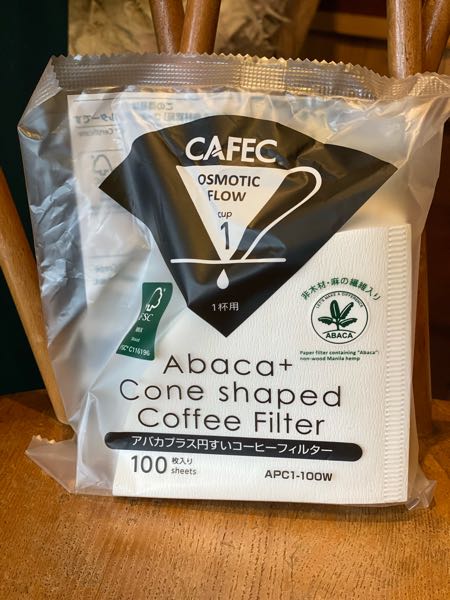 CAFEC
OSMOTIC
FLOW
cup
1
1杯用
非木材・麻の繊維入り
LET'S MAKE A DIFFERENCE
ABACA
Paper filter containing "Abaca":
non-wood Manila hemp
FSC
MIX
FSC® C116196
Abaca+
Cone shaped
Coffee Filter
アバカプラス円すいコーヒーフィルター
100 枚入り
sheets
APC1-100W